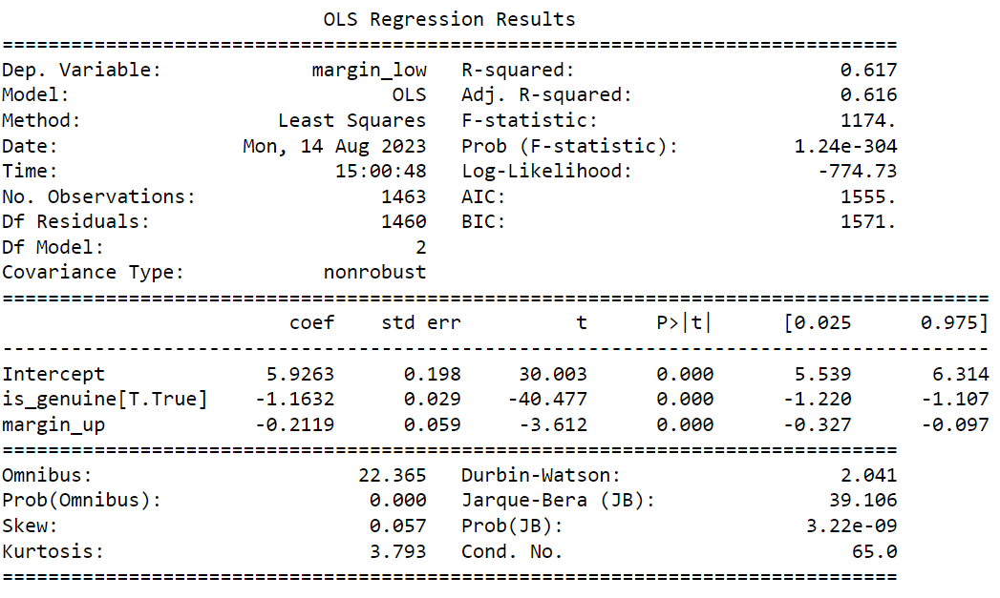 OLS Regression Results
==============================================================================
Dep. Variable:             margin_low   R-squared:                       0.617
Model:                            OLS   Adj. R-squared:                  0.616
Method:                 Least Squares   F-statistic:                     1174.
Date:                Mon, 14 Aug 2023   Prob (F-statistic):          1.24e-304
Time:                        15:00:48   Log-Likelihood:                -774.73
No. Observations:                1463   AIC:                             1555.
Df Residuals:                    1460   BIC:                             1571.
Df Model:                           2
Covariance Type:            nonrobust
======================================================================================
                         coef    std err          t      P>|t|      [0.025      0.975]
--------------------------------------------------------------------------------------
Intercept              5.9263      0.198     30.003      0.000       5.539       6.314
is_genuine[T.True]    -1.1632      0.029    -40.477      0.000      -1.220      -1.107
margin_up             -0.2119      0.059     -3.612      0.000      -0.327      -0.097
==============================================================================
Omnibus:                       22.365   Durbin-Watson:                   2.041
Prob(Omnibus):                  0.000   Jarque-Bera (JB):               39.106
Skew:                           0.057   Prob(JB):                     3.22e-09
Kurtosis:                       3.793   Cond. No.                         65.0
==============================================================================